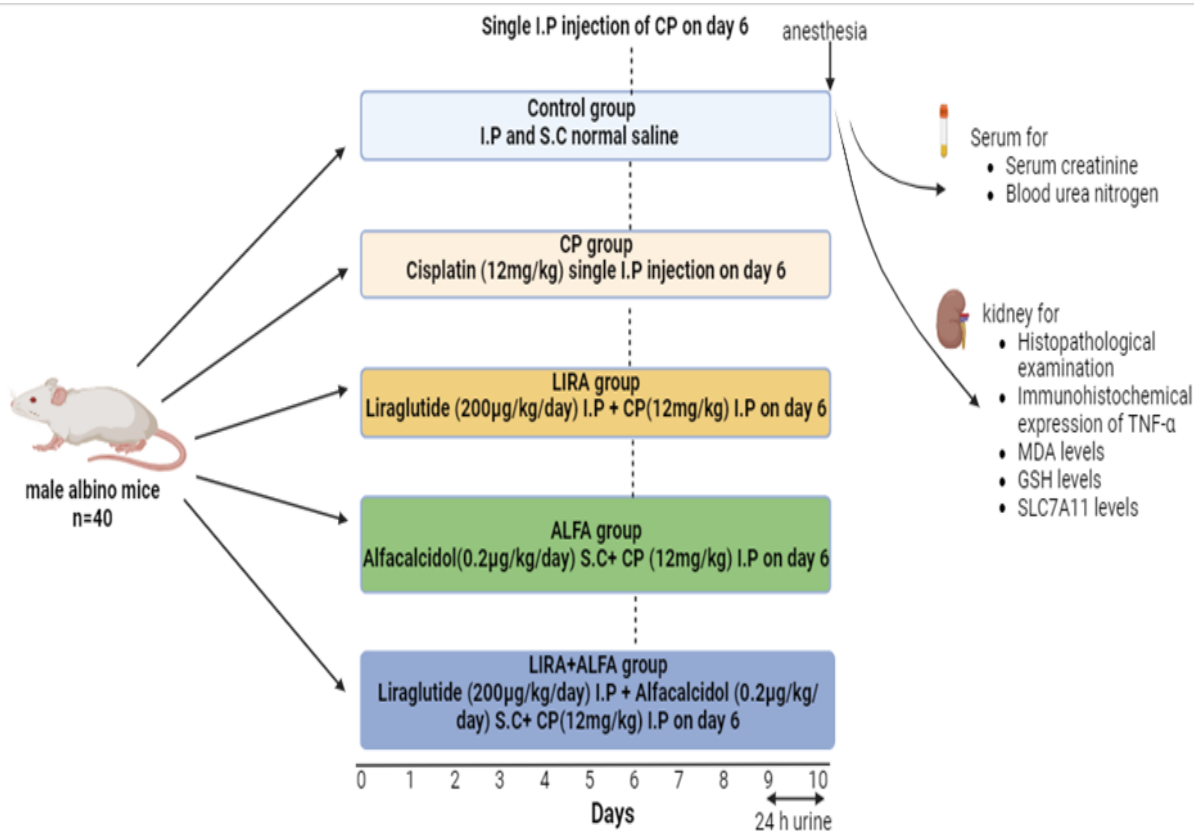 Single I.P injection of CP on day 6
anesthesia
Control group
I.P and S.C normal saline
CP group
Cisplatin (12mg/kg) single I.P injection on day 6
LIRA group
Liraglutide (200µg/kg/day) I.P + CP(12mg/kg) I.P on day 6
ALFA group
Alfacalcidol(0.2µg/kg/day) S.C+ CP (12mg/kg) I.P on day 6
LIRA+ALFA group
Liraglutide (200µg/kg/day) I.P + Alfacalcidol (0.2µg/kg/
day) S.C+ CP(12mg/kg) I.P on day 6
male albino mice
n=40
Serum for
• Serum creatinine
• Blood urea nitrogen
kidney for
• Histopathological
examination
• Immunohistochemical
expression of TNF-α
• MDA levels
• GSH levels
• SLC7A11 levels
0 1 2 3 4 5 6 7 8 9 10
Days
24 h urine